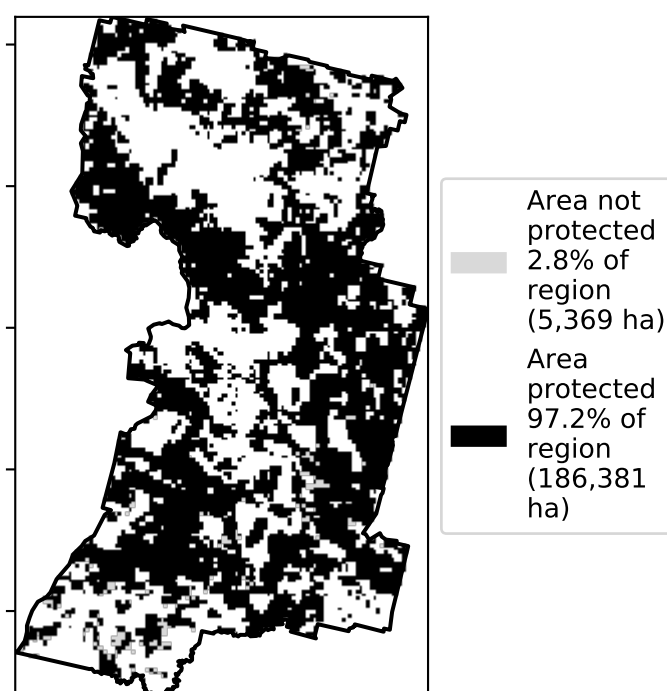 Area not
protected
2.8% of
region
(5,369 ha)
Area
protected
97.2% of
region
(186,381
ha)